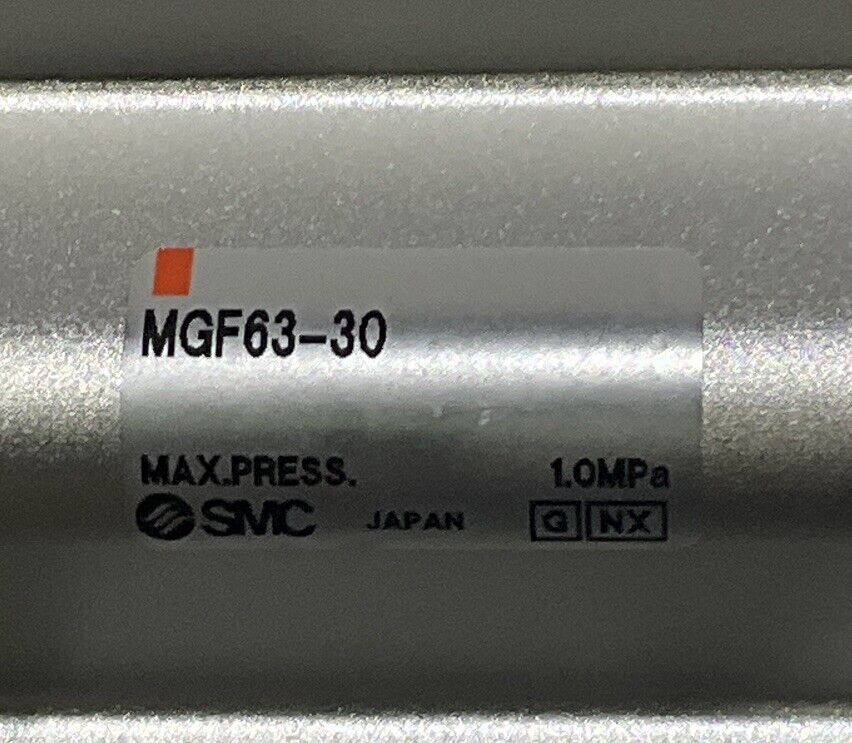 MGF63-30
MAX.PRESS. 1.0MPa
SMC JAPAN G NX